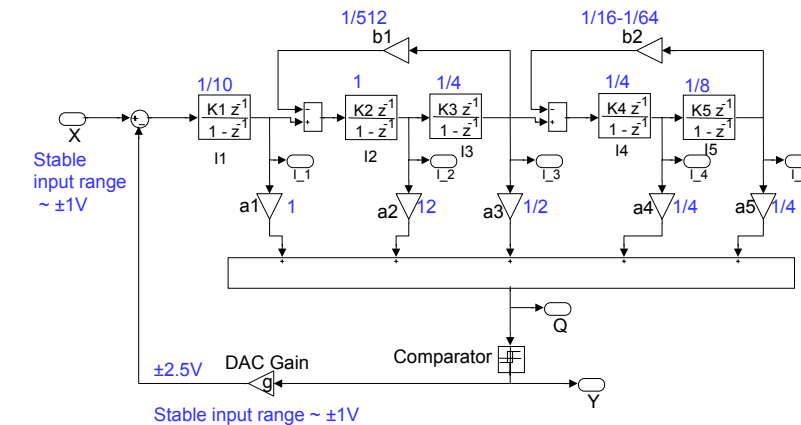 1/512
b1
1/16-1/64
b2
1/10
K1 z-1
1 - z-1
I1
1
K2 z-1
1 - z-1
I2
1/4
K3 z-1
1 - z-1
I3
1/4
K4 z-1
1 - z-1
I4
1/8
K5 z-1
1 - z-1
I5
X
Stable
input range
~ ±1V
I_1
I_2
I_3
I_4
I_
a1
1
a2
12
a3
1/2
a4
1/4
a5
1/4
Q
Comparator
DAC Gain
±2.5V
g
Y
Stable input range ~ ±1V